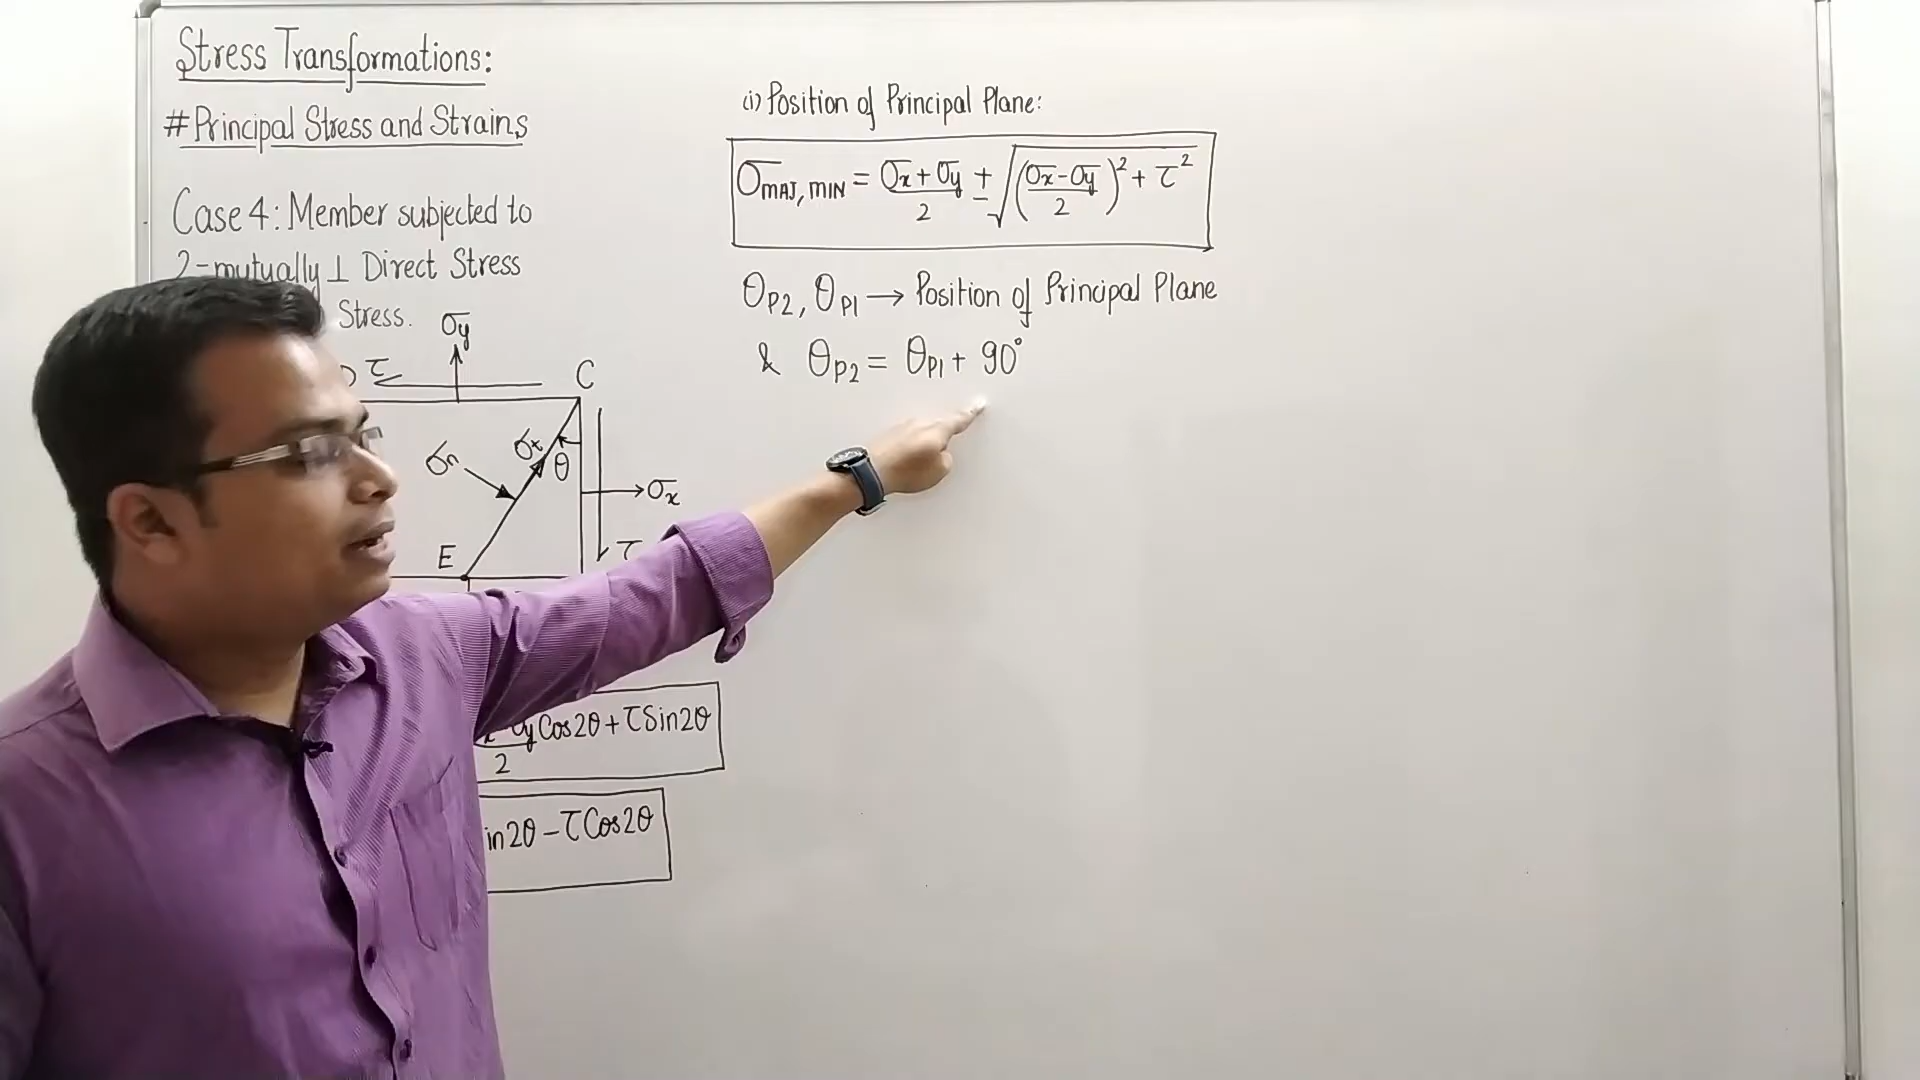 Stress Transformations:
# Principal Stress and Strains
Case 4: Member subjected to
2-mutually ⊥ Direct Stress
Stress.
σy
τ
C
σt
σn
θ
σx
E
τ
σy Cos2θ + τ Sin2θ
2
in2θ - τ Cos2θ
(i) Position of Principal Plane:
σMAJ, MIN = (σx + σy)/2 ± √(((σx - σy)/2)² + τ²)
θP2, θP1 → Position of Principal Plane
& θP2 = θP1 + 90°